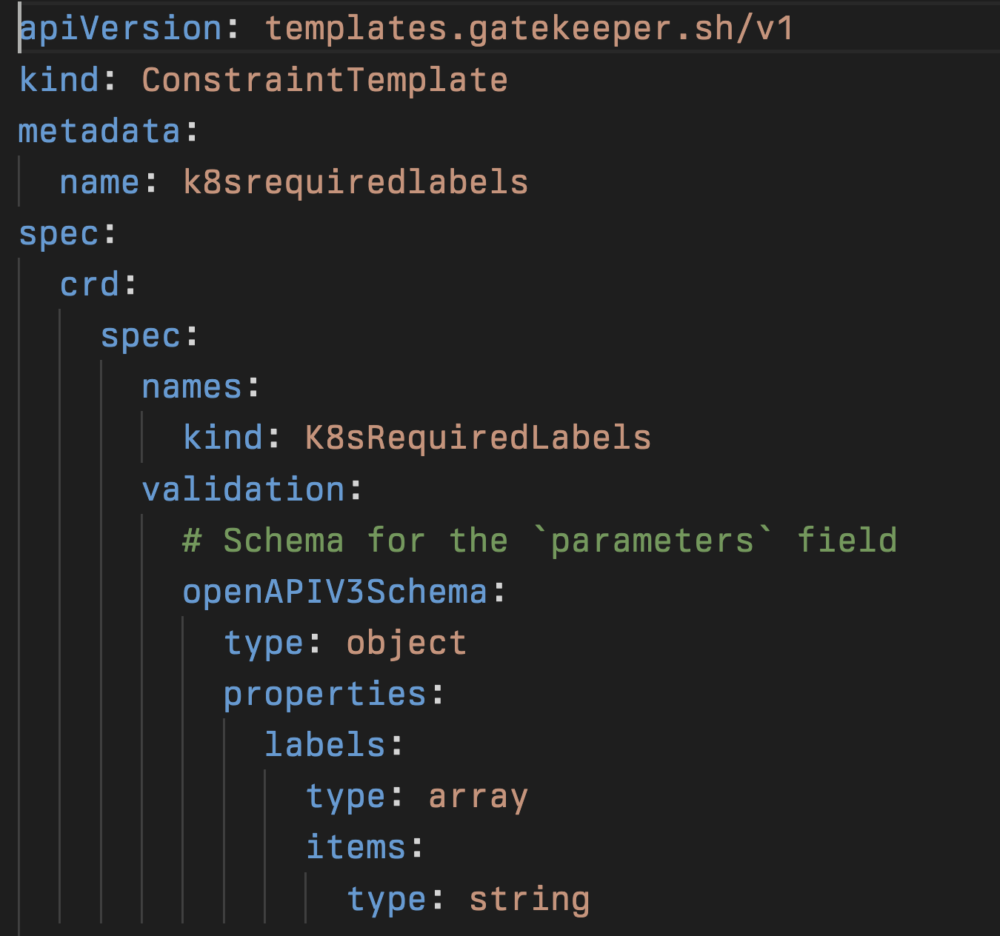 apiVersion: templates.gatekeeper.sh/v1
kind: ConstraintTemplate
metadata:
  name: k8srequiredlabels
spec:
  crd:
    spec:
      names:
        kind: K8sRequiredLabels
      validation:
        # Schema for the `parameters` field
        openAPIV3Schema:
          type: object
          properties:
            labels:
              type: array
              items:
                type: string